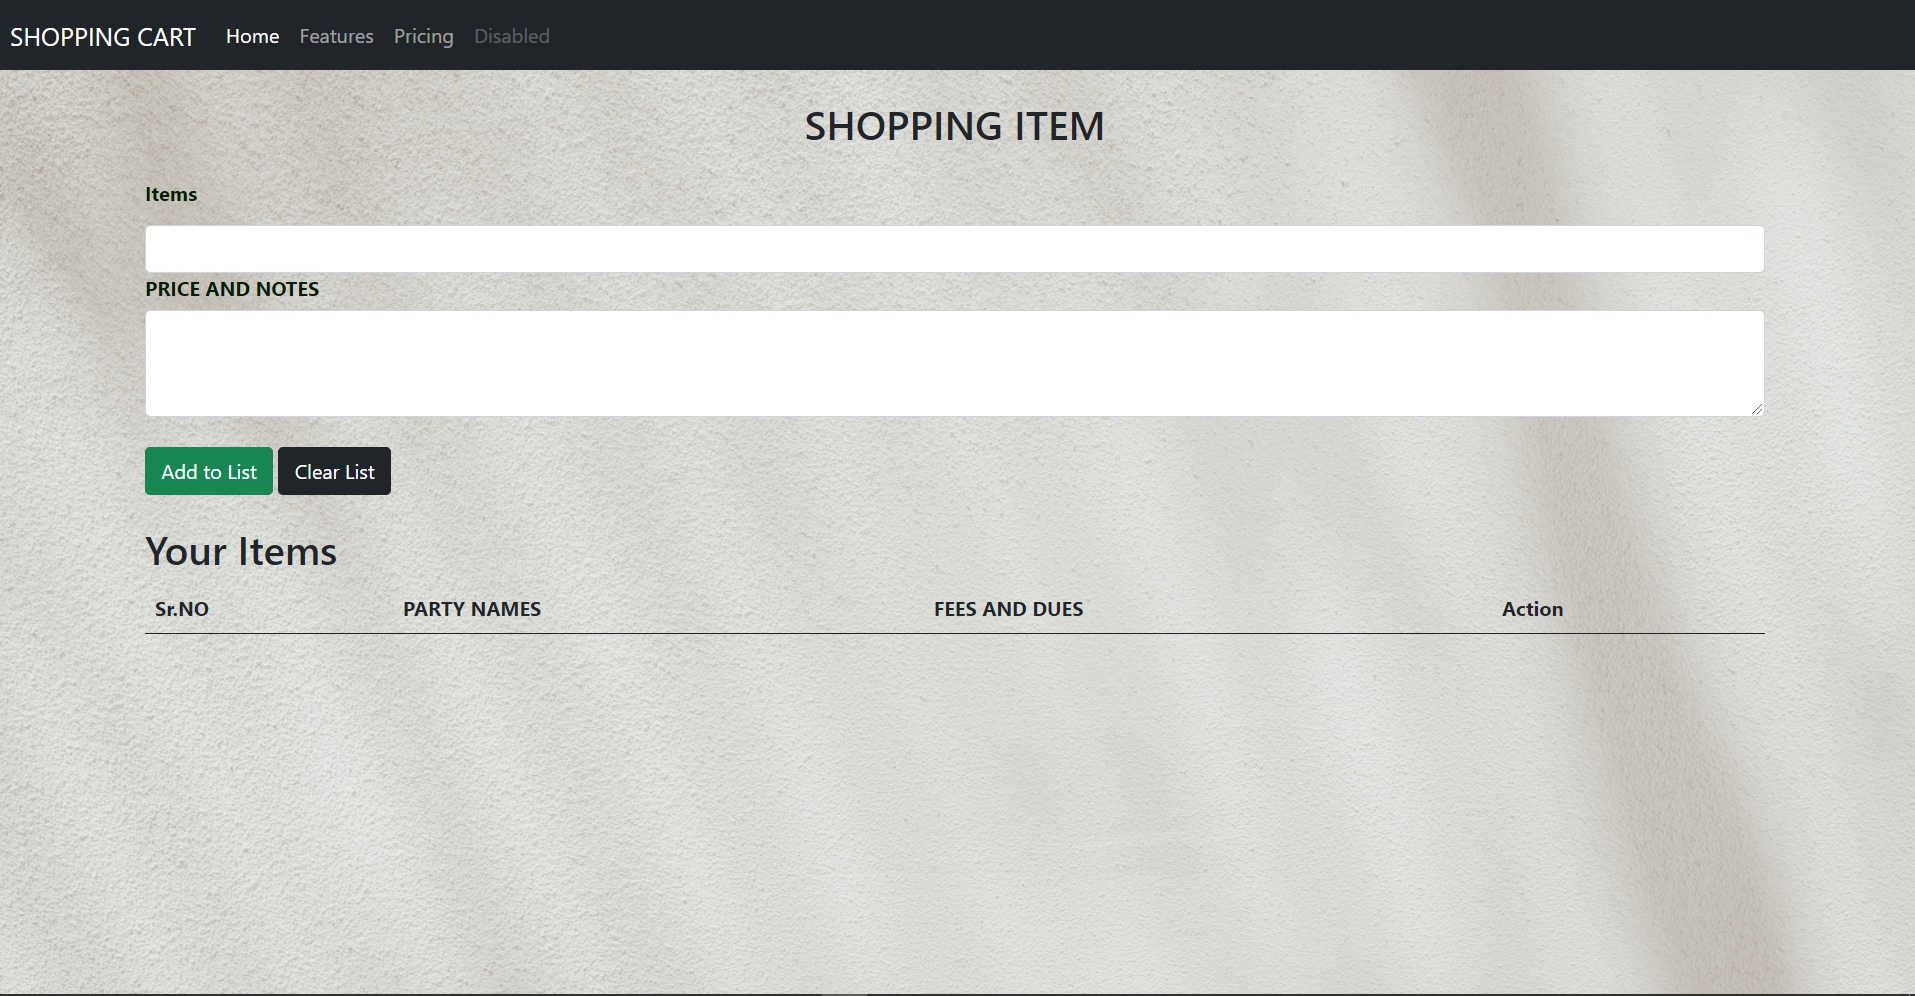 SHOPPING CART Home Features Pricing Disabled
SHOPPING ITEM
Items
PRICE AND NOTES
Add to List Clear List
Your Items
Sr.NO PARTY NAMES FEES AND DUES Action